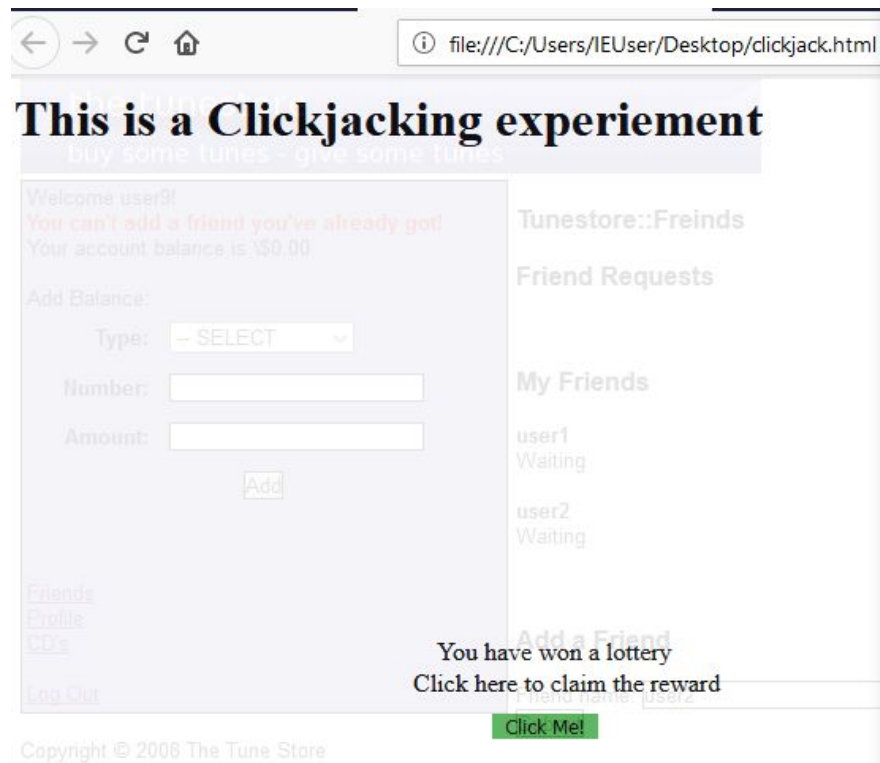 file:///C:/Users/IEUser/Desktop/clickjack.html
the tunestore
This is a Clickjacking experiement
buy some tunes - give some tunes
Welcome user9!
You can't add a friend you've already got!
Your account balance is \$0.00
Add Balance:
Type: -- SELECT
Number:
Amount:
Add
Friends
Profile
CD's
Log Out
Tunestore::Freinds
Friend Requests
My Friends
user1
Waiting
user2
Waiting
Add a Friend
You have won a lottery
Click here to claim the reward
Friend name: user2
Click Me!
Copyright © 2008 The Tune Store